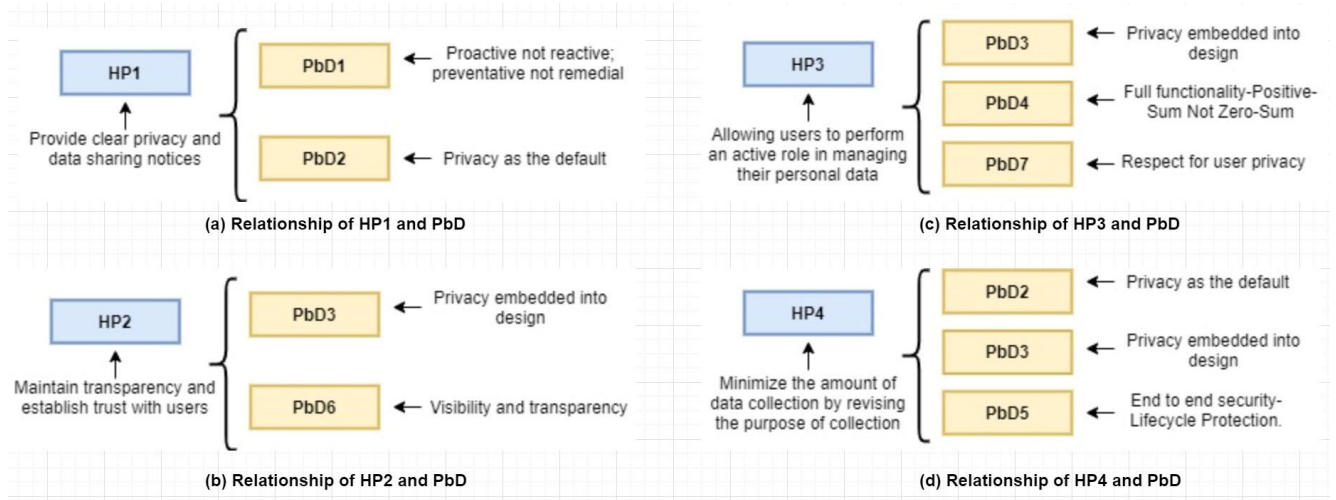 HP1
Provide clear privacy and
data sharing notices
PbD1
Proactive not reactive;
preventative not remedial
PbD2
Privacy as the default
(a) Relationship of HP1 and PbD
HP2
Maintain transparency and
establish trust with users
PbD3
Privacy embedded into
design
PbD6
Visibility and transparency
(b) Relationship of HP2 and PbD
HP3
Allowing users to perform
an active role in managing
their personal data
PbD3
Privacy embedded into
design
PbD4
Full functionality-Positive-
Sum Not Zero-Sum
PbD7
Respect for user privacy
(c) Relationship of HP3 and PbD
HP4
Minimize the amount of
data collection by revising
the purpose of collection
PbD2
Privacy as the default
PbD3
Privacy embedded into
design
PbD5
End to end security-
Lifecycle Protection.
(d) Relationship of HP4 and PbD